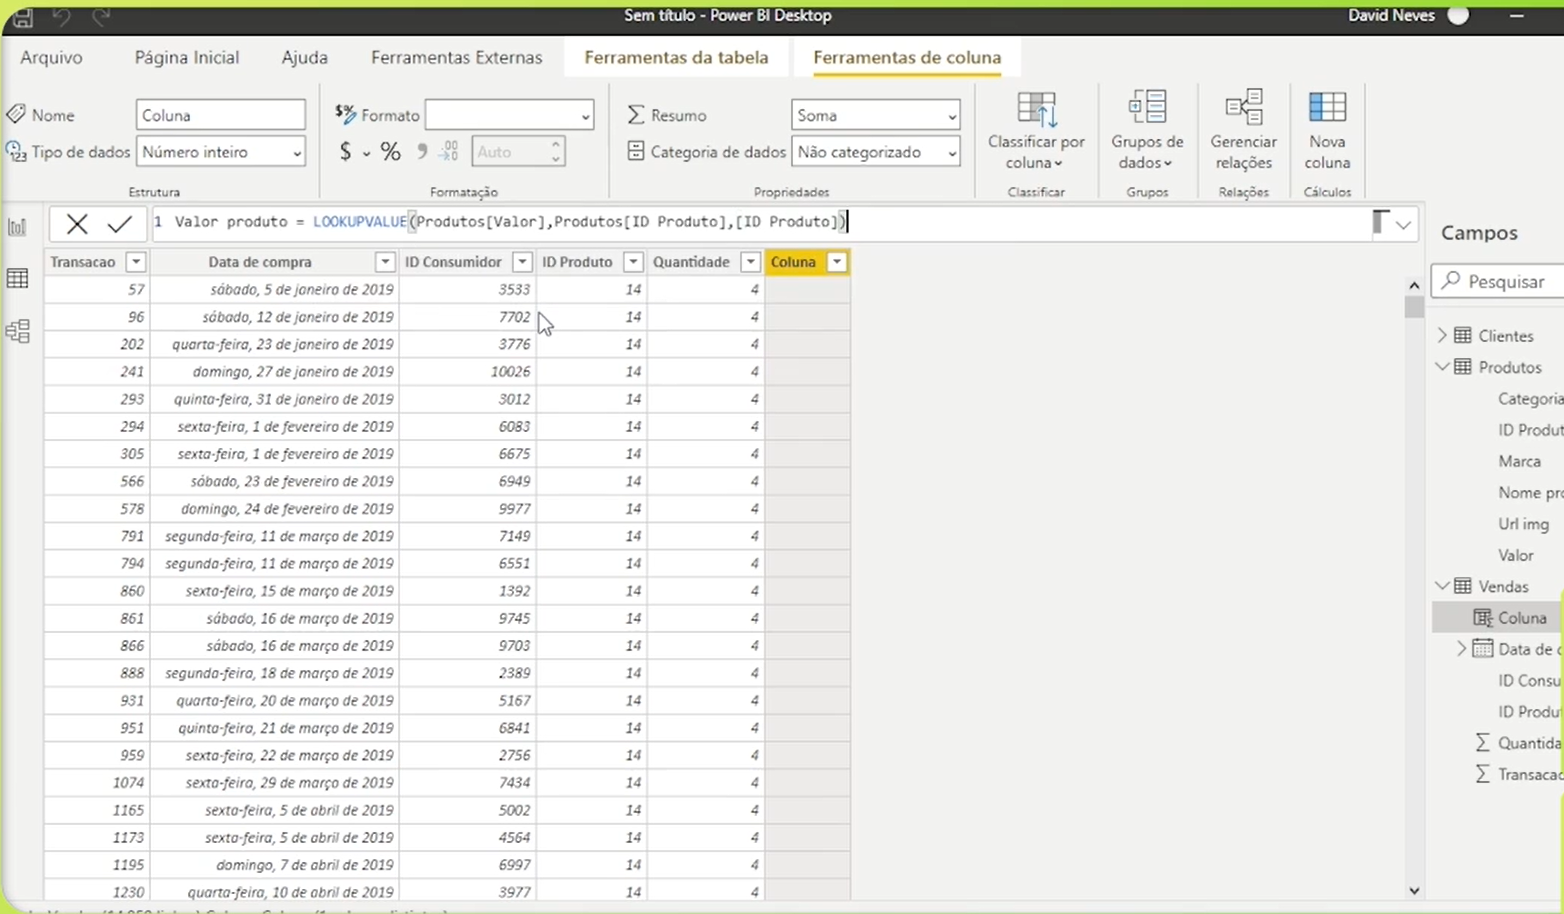 Sem título - Power BI Desktop
David Neves
Arquivo
Página Inicial
Ajuda
Ferramentas Externas
Ferramentas da tabela
Ferramentas de coluna
Nome
Coluna
Tipo de dados
Número inteiro
Estrutura
Formato
$ % 9 Auto
Formatação
Resumo
Soma
Categoria de dados
Não categorizado
Propriedades
Classificar por
coluna
Classificar
Grupos de
dados
Grupos
Gerenciar
relações
Relações
Nova
coluna
Cálculos
1 Valor produto = LOOKUPVALUE(Produtos[Valor],Produtos[ID Produto],[ID Produto])
Transacao Data de compra ID Consumidor ID Produto Quantidade Coluna
57 sábado, 5 de janeiro de 2019 3533 14 4
96 sábado, 12 de janeiro de 2019 7702 14 4
202 quarta-feira, 23 de janeiro de 2019 3776 14 4
241 domingo, 27 de janeiro de 2019 10026 14 4
293 quinta-feira, 31 de janeiro de 2019 3012 14 4
294 sexta-feira, 1 de fevereiro de 2019 6083 14 4
305 sexta-feira, 1 de fevereiro de 2019 6675 14 4
566 sábado, 23 de fevereiro de 2019 6949 14 4
578 domingo, 24 de fevereiro de 2019 9977 14 4
791 segunda-feira, 11 de março de 2019 7149 14 4
794 segunda-feira, 11 de março de 2019 6551 14 4
860 sexta-feira, 15 de março de 2019 1392 14 4
861 sábado, 16 de março de 2019 9745 14 4
866 sábado, 16 de março de 2019 9703 14 4
888 segunda-feira, 18 de março de 2019 2389 14 4
931 quarta-feira, 20 de março de 2019 5167 14 4
951 quinta-feira, 21 de março de 2019 6841 14 4
959 sexta-feira, 22 de março de 2019 2756 14 4
1074 sexta-feira, 29 de março de 2019 7434 14 4
1165 sexta-feira, 5 de abril de 2019 5002 14 4
1173 sexta-feira, 5 de abril de 2019 4564 14 4
1195 domingo, 7 de abril de 2019 6997 14 4
1230 quarta-feira, 10 de abril de 2019 3977 14 4
Campos
Pesquisar
Clientes
Produtos
Categoria
ID Produt
Marca
Nome pro
Url img
Valor
Vendas
Coluna
Data de c
ID Consu
ID Produ
Quantida
Transacao